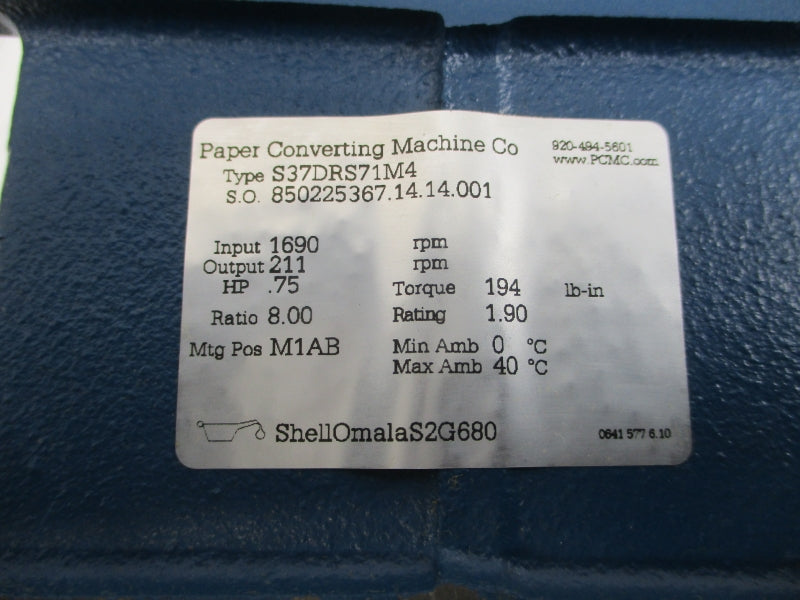 Paper Converting Machine Co 920-494-5601
www.PCMC.com
Type S37DRS71M4
S.O. 850225367.14.14.001
Input 1690 rpm
Output 211 rpm
HP .75 Torque 194 lb-in
Ratio 8.00 Rating 1.90
Mtg Pos M1AB Min Amb 0 °C
Max Amb 40 °C
ShellOmalaS2G680 0641 577 6.10